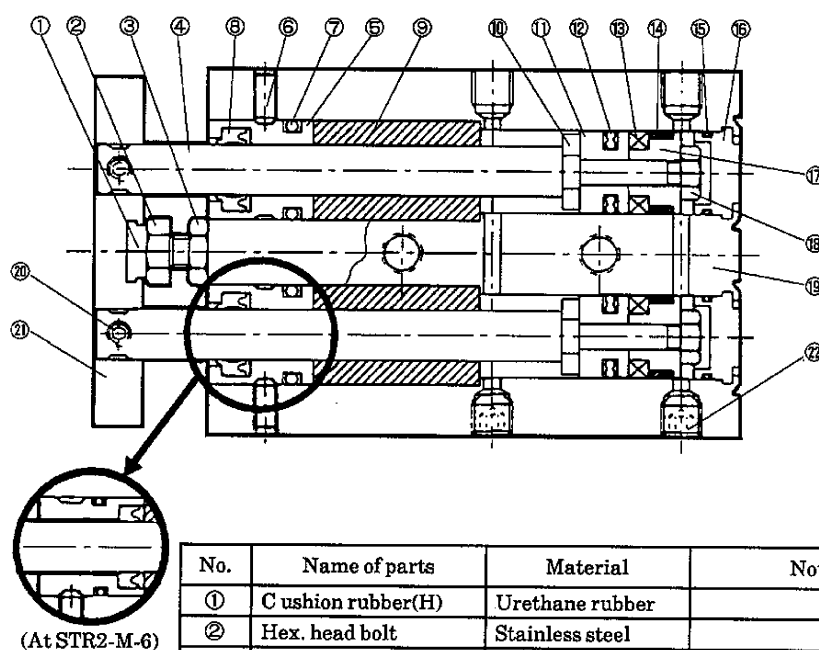 ① ② ③ ④ ⑧ ⑥ ⑦ ⑤ ⑨ ⑩ ⑪ ⑫ ⑬ ⑭ ⑮ ⑯
⑰
⑱
⑲
⑳
㉑
㉒
(At STR2-M-6)
No. Name of parts Material
① C ushion rubber(H) Urethane rubber
② Hex. head bolt Stainless steel